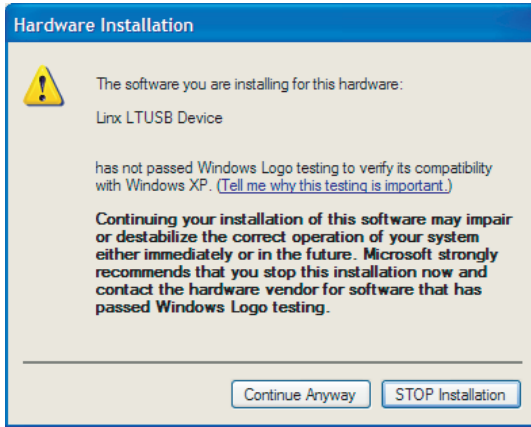 Hardware Installation
The software you are installing for this hardware:
Linx LTUSB Device
has not passed Windows Logo testing to verify its compatibility
with Windows XP. (Tell me why this testing is important.)
Continuing your installation of this software may impair
or destabilize the correct operation of your system
either immediately or in the future. Microsoft strongly
recommends that you stop this installation now and
contact the hardware vendor for software that has
passed Windows Logo testing.
Continue Anyway STOP Installation